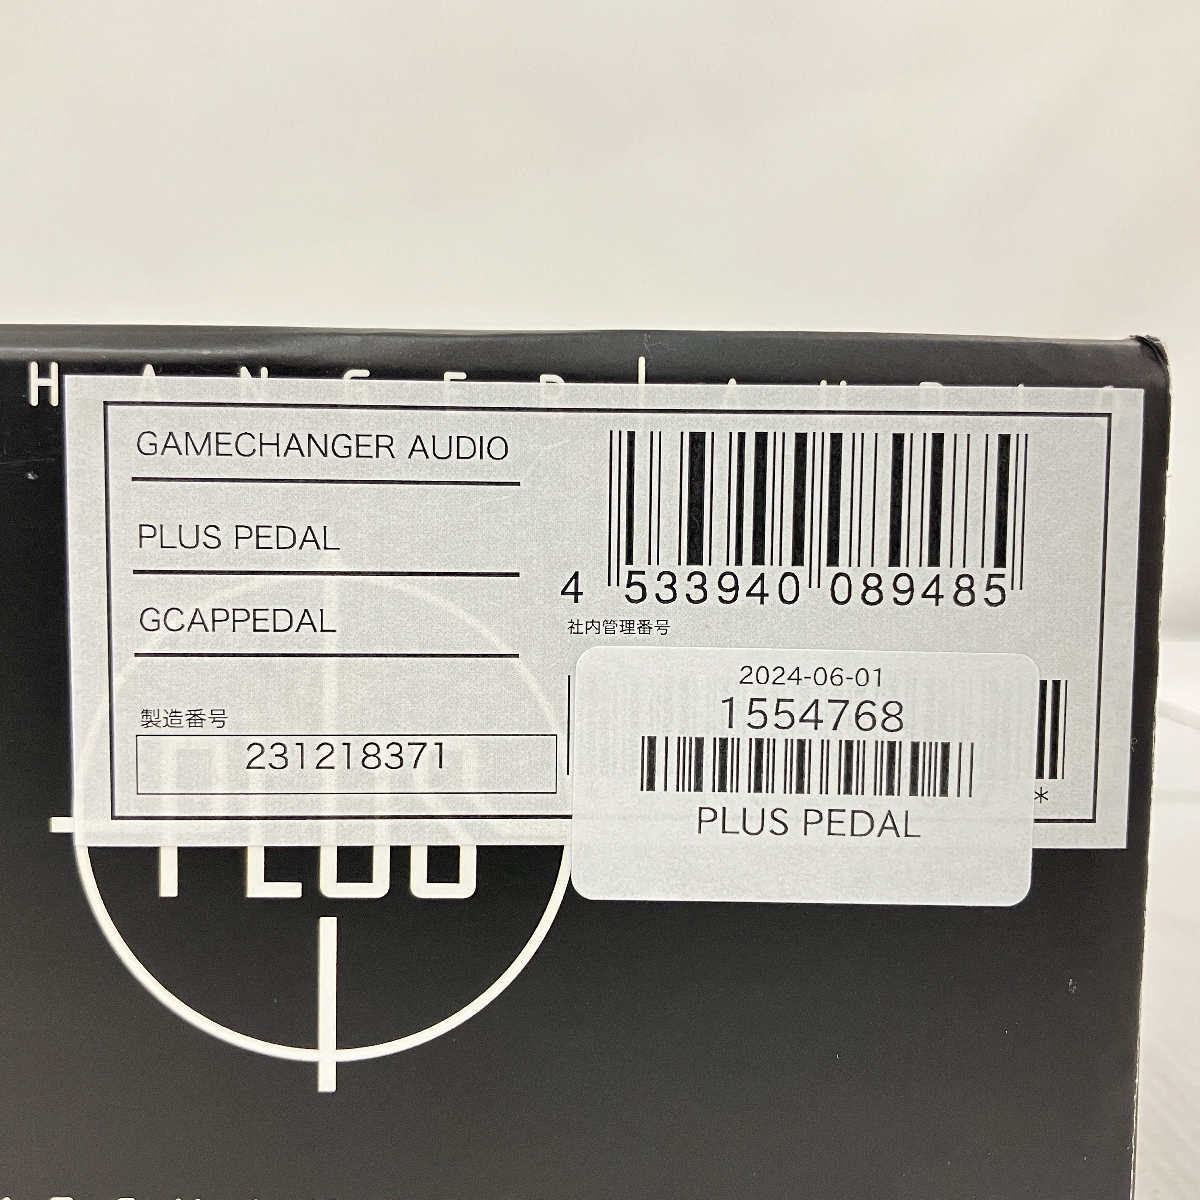 GAMECHANGER AUDIO
PLUS PEDAL
GCAPPEDAL
製造番号
231218371
4 533940 089485
社内管理番号
2024-06-01
1554768
PLUS PEDAL
*
PLUS